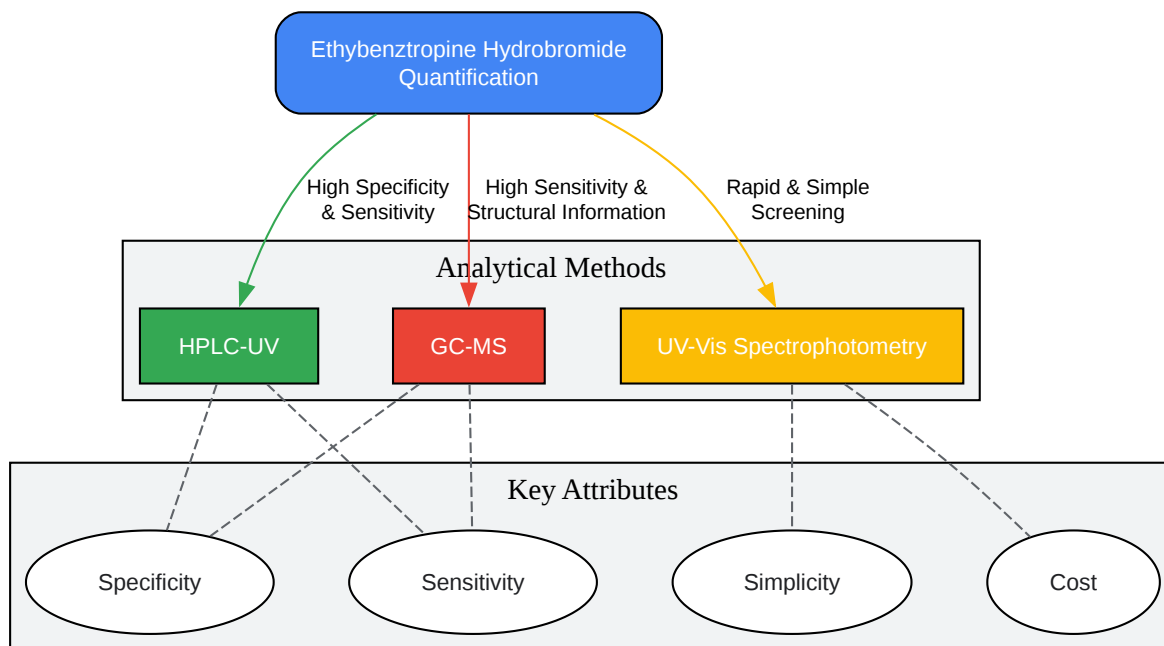 Ethybenztropine Hydrobromide
Quantification
High Specificity
& Sensitivity
High Sensitivity &
Structural Information
Rapid & Simple
Screening
Analytical Methods
HPLC-UV
GC-MS
UV-Vis Spectrophotometry
Key Attributes
Specificity
Sensitivity
Simplicity
Cost